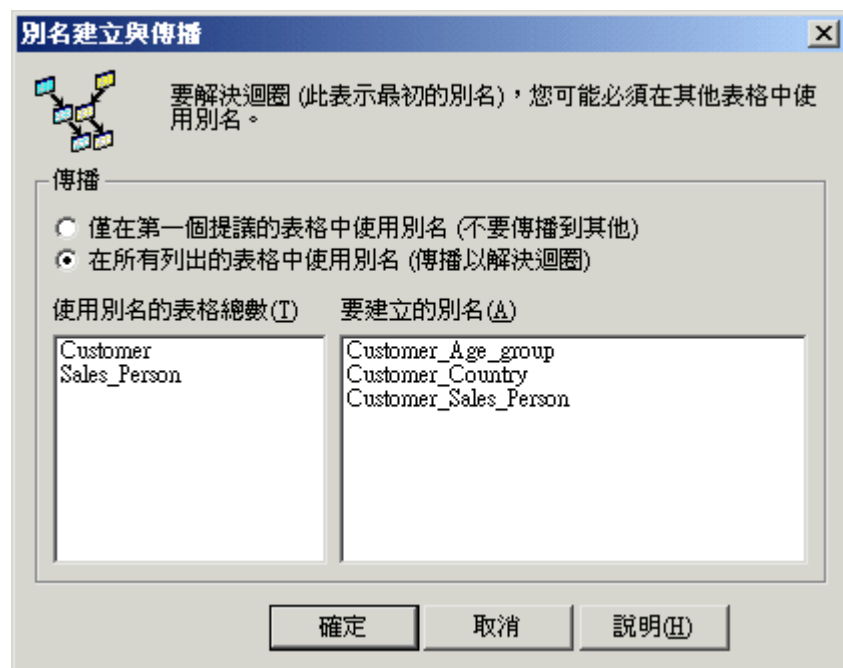 別名建立與傳播
要解決迴圈 (此表示最初的別名)，您可能必須在其他表格中使
用別名。
傳播
僅在第一個提議的表格中使用別名 (不要傳播到其他)
在所有列出的表格中使用別名 (傳播以解決迴圈)
使用別名的表格總數(T)
要建立的別名(A)
Customer
Sales_Person
Customer_Age_group
Customer_Country
Customer_Sales_Person
確定
取消
說明(H)